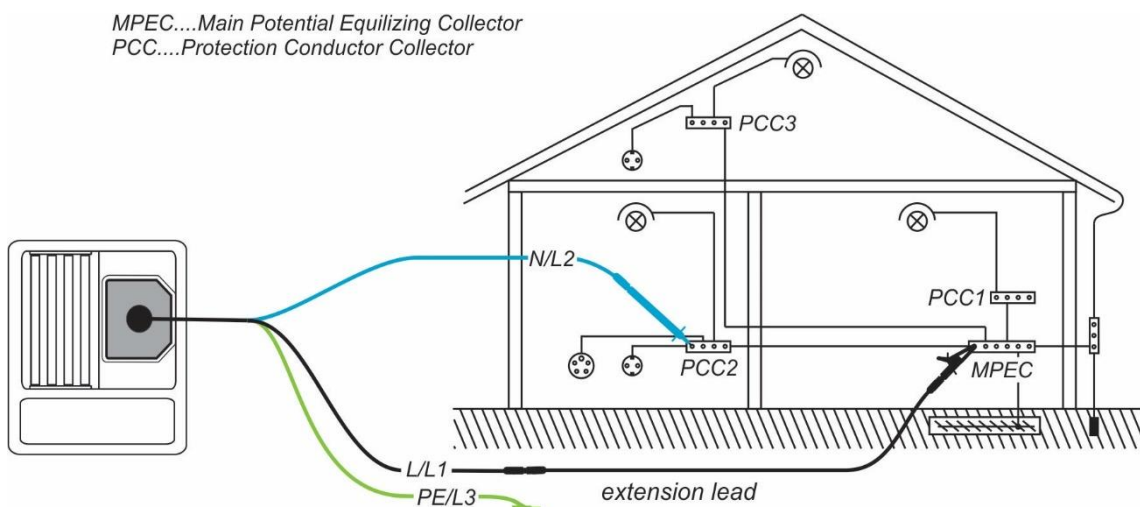 MPEC....Main Potential Equilizing Collector
PCC....Protection Conductor Collector
PCC3
N/L2
PCC1
PCC2
MPEC
L/L1
extension lead
PE/L3